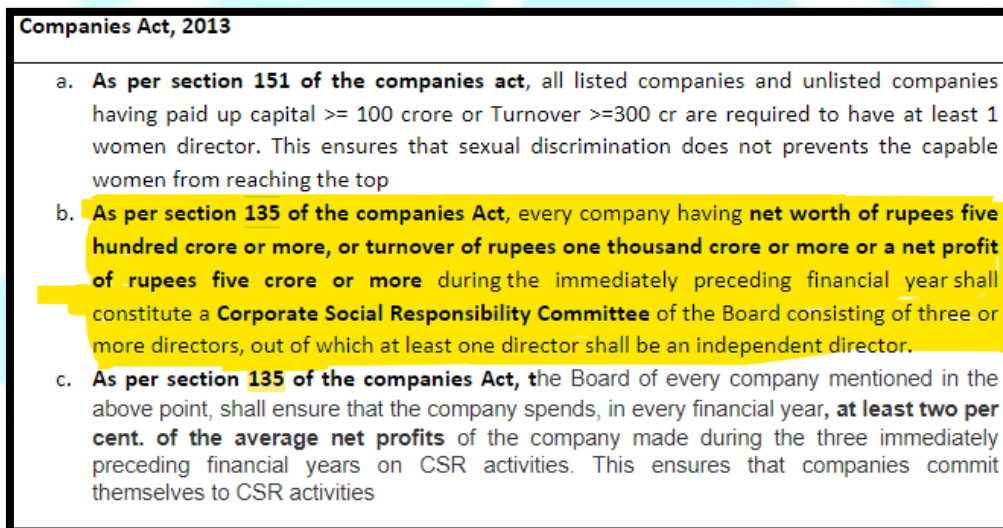 Companies Act, 2013
a. As per section 151 of the companies act, all listed companies and unlisted companies
having paid up capital >= 100 crore or Turnover >=300 cr are required to have at least 1
women director. This ensures that sexual discrimination does not prevents the capable
women from reaching the top
b. As per section 135 of the companies Act, every company having net worth of rupees five
hundred crore or more, or turnover of rupees one thousand crore or more or a net profit
of rupees five crore or more during the immediately preceding financial year shall
constitute a Corporate Social Responsibility Committee of the Board consisting of three or
more directors, out of which at least one director shall be an independent director.
c. As per section 135 of the companies Act, the Board of every company mentioned in the
above point, shall ensure that the company spends, in every financial year, at least two per
cent. of the average net profits of the company made during the three immediately
preceding financial years on CSR activities. This ensures that companies commit
themselves to CSR activities